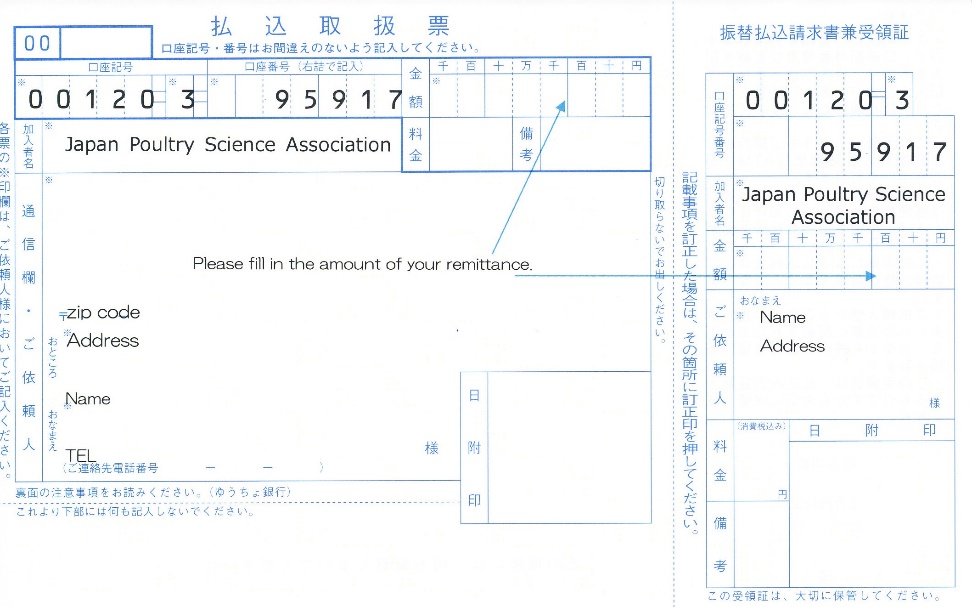 払込取扱票
00
口座記号・番号はお間違えのないよう記入してください。
口座記号
口座番号（右詰で記入）
00120 3 95917
金額
千 百 十 万 千 百 十 円
※
加入者名
※
Japan Poultry Science Association
料金
備考
各票の※印欄は、ご依頼人様においてご記入ください。
通信欄・ご依頼人
※
Please fill in the amount of your remittance.
〒zip code
おところ
※
Address
Name
おなまえ
※
TEL
様
（ご連絡先電話番号 － － ）
日附印
裏面の注意事項をお読みください。（ゆうちょ銀行）
これより下部には何も記入しないでください。
切り取らないでお出しください。
記載事項を訂正した場合は、その箇所に訂正印を押してください。
振替払込請求書兼受領証
口座記号番号
※
00120 3
※
95917
加入者名
※
Japan Poultry Science
Association
金額
千 百 十 万 千 百 十 円
※
ご依頼人
おなまえ
※
Name
Address
様
料金
（消費税込み）
円
日 附 印
備考
この受領証は、大切に保管してください。